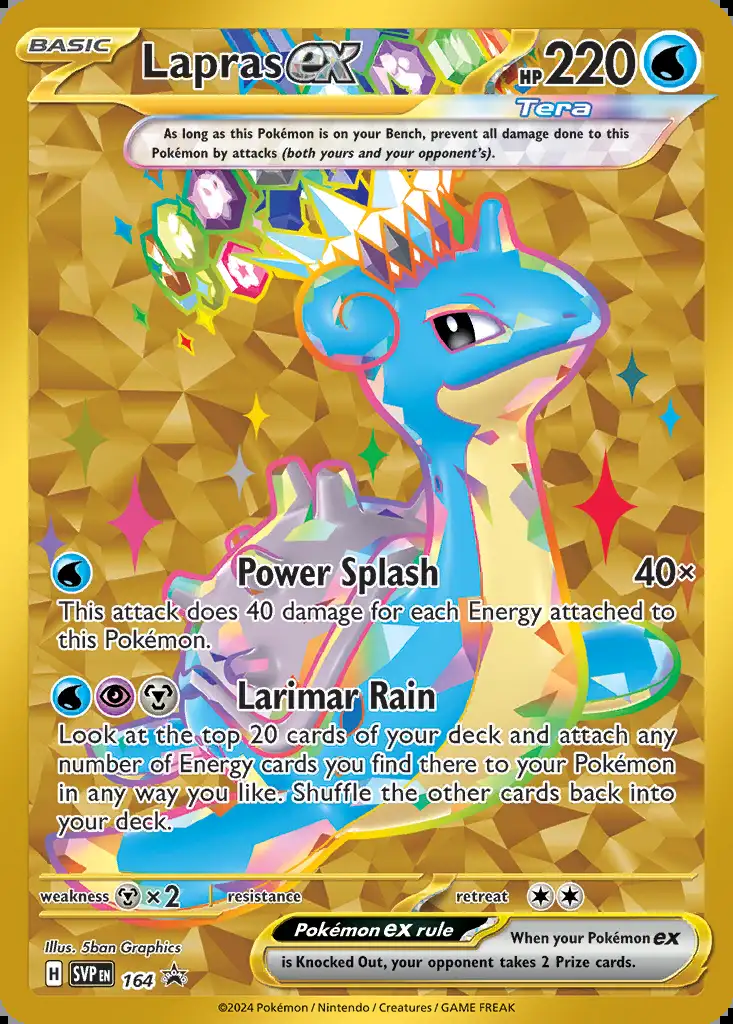 BASIC
Lapras ex
HP 220
Tera
As long as this Pokémon is on your Bench, prevent all damage done to this
Pokémon by attacks (both yours and your opponent's).
Power Splash 40×
This attack does 40 damage for each Energy attached to
this Pokémon.
Larimar Rain
Look at the top 20 cards of your deck and attach any
number of Energy cards you find there to your Pokémon
in any way you like. Shuffle the other cards back into
your deck.
weakness ×2 resistance retreat
Illus. 5ban Graphics
Pokémon ex rule
When your Pokémon ex
is Knocked Out, your opponent takes 2 Prize cards.
H SVP EN 164
©2024 Pokémon / Nintendo / Creatures / GAME FREAK